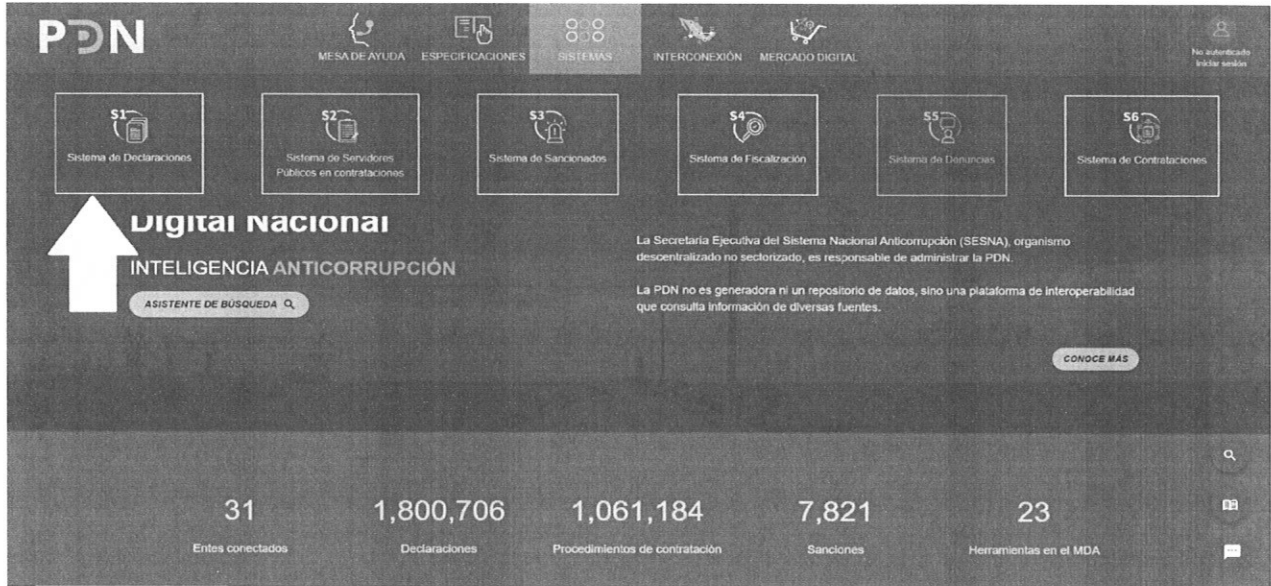 PDN
MESA DE AYUDA
ESPECIFICACIONES
SISTEMAS
INTERCONEXIÓN
MERCADO DIGITAL
No autenticado
Iniciar sesión
S1
Sistema de Declaraciones
S2
Sistema de Servidores
Públicos en contrataciones
S3
Sistema de Sancionados
S4
Sistema de Fiscalización
S5
Sistema de Denuncias
S6
Sistema de Contrataciones
Digital Nacional
INTELIGENCIA ANTICORRUPCIÓN
ASISTENTE DE BÚSQUEDA
La Secretaría Ejecutiva del Sistema Nacional Anticorrupción (SESNA), organismo
descentralizado no sectorizado, es responsable de administrar la PDN.
La PDN no es generadora ni un repositorio de datos, sino una plataforma de interoperabilidad
que consulta información de diversas fuentes.
CONOCE MÁS
31
Entes conectados
1,800,706
Declaraciones
1,061,184
Procedimientos de contratación
7,821
Sanciones
23
Herramientas en el MDA